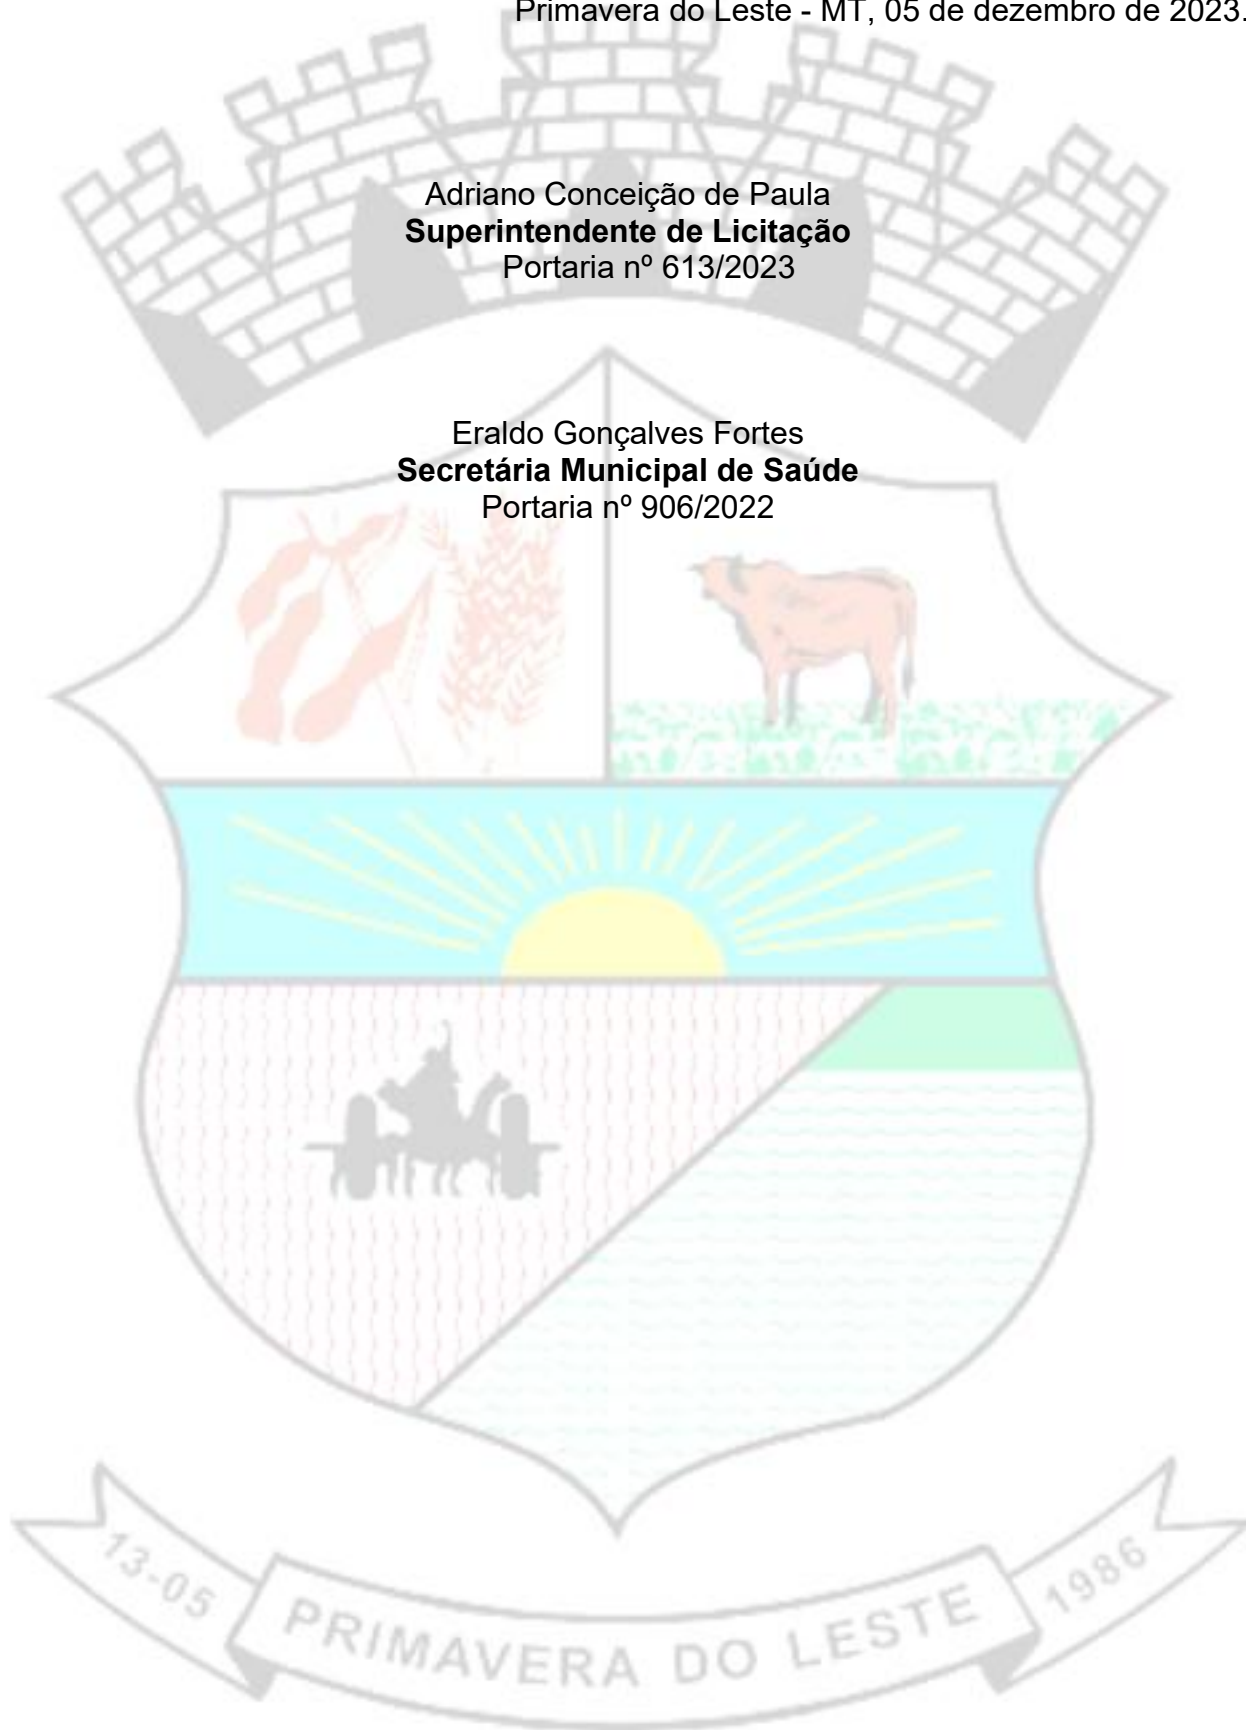 Primavera do Leste - MT, 05 de dezembro de 2023.
Adriano Conceição de Paula
Superintendente de Licitação
Portaria nº 613/2023
Eraldo Gonçalves Fortes
Secretária Municipal de Saúde
Portaria nº 906/2022
13-05
PRIMAVERA DO LESTE
1986